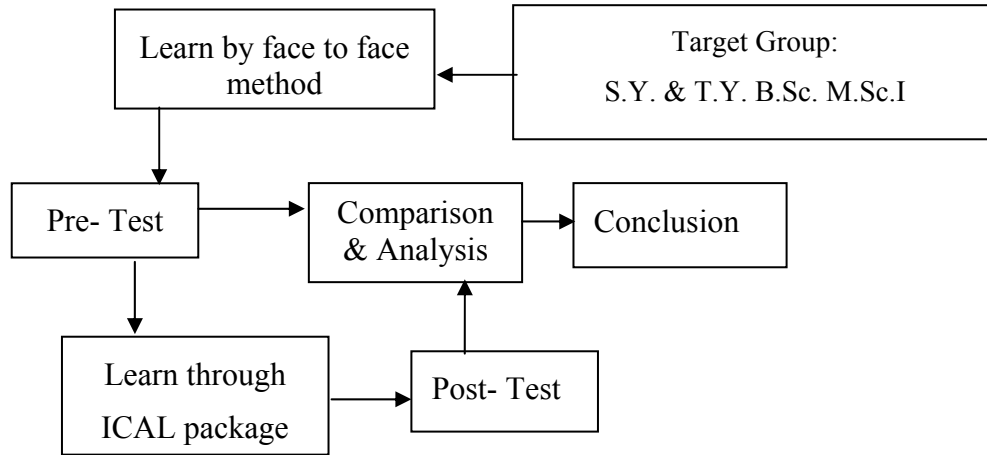 Learn by face to face
method
Target Group:
S.Y. & T.Y. B.Sc. M.Sc.I
Pre- Test
Comparison
& Analysis
Conclusion
Learn through
ICAL package
Post- Test